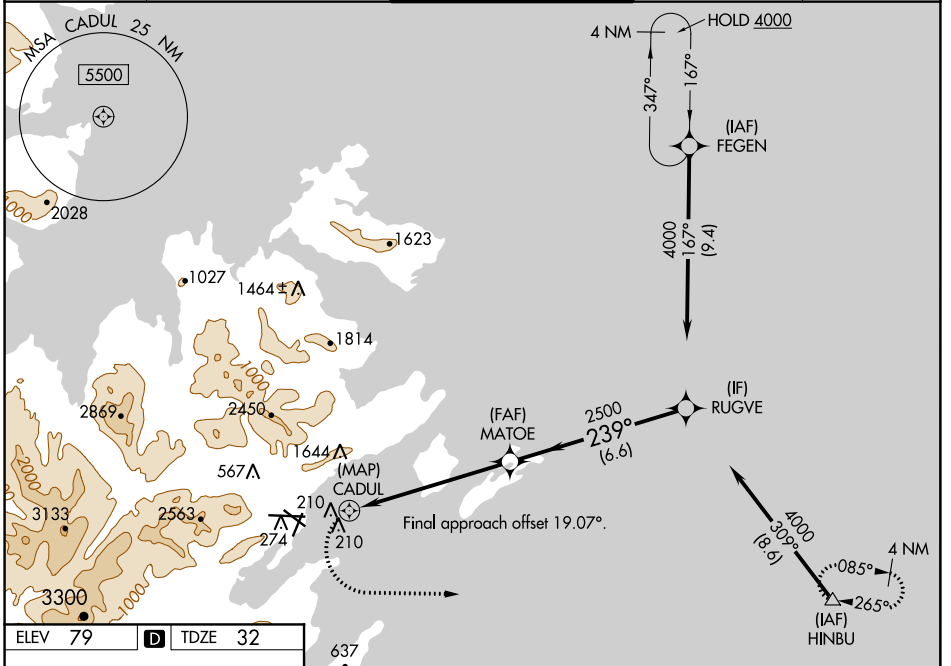 MSA CADUL 25 NM
5500
HOLD 4000
4 NM
347°
167°
(IAF)
FEGEN
4000
167°
(9.4)
1000
2028
1623
1027
1464 ±
1814
1000
2869
2450
(IF)
RUGVE
2500
239°
(6.6)
(FAF)
MATOE
1644
567
(MAP)
CADUL
2000
3133
2563
210
274
210
Final approach offset 19.07°.
4000
309°
(8.6)
4 NM
085°
265°
(IAF)
HINBU
3300
1000
ELEV 79
D
TDZE 32
637